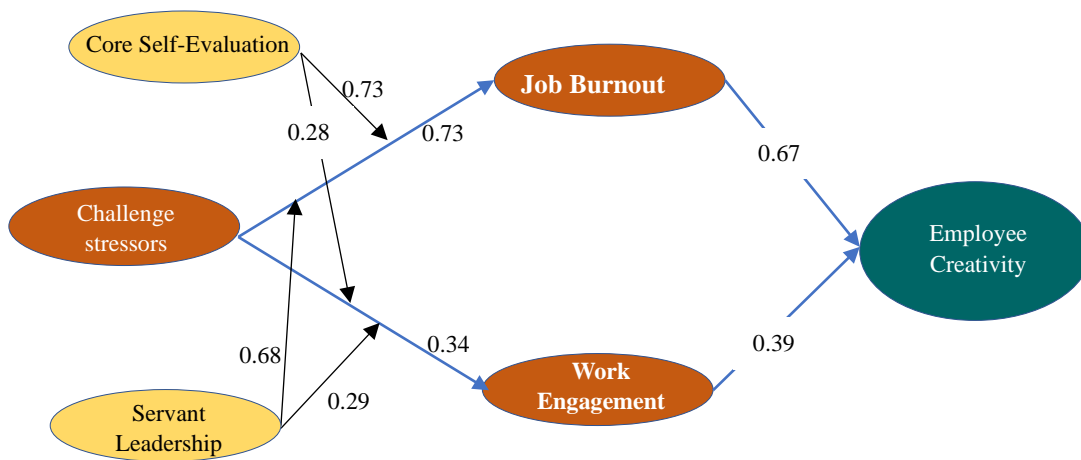 Core Self-Evaluation
0.73
Job Burnout
0.28
0.73
0.67
Challenge
stressors
Employee
Creativity
0.68
0.34
0.39
Work
Engagement
0.29
Servant
Leadership